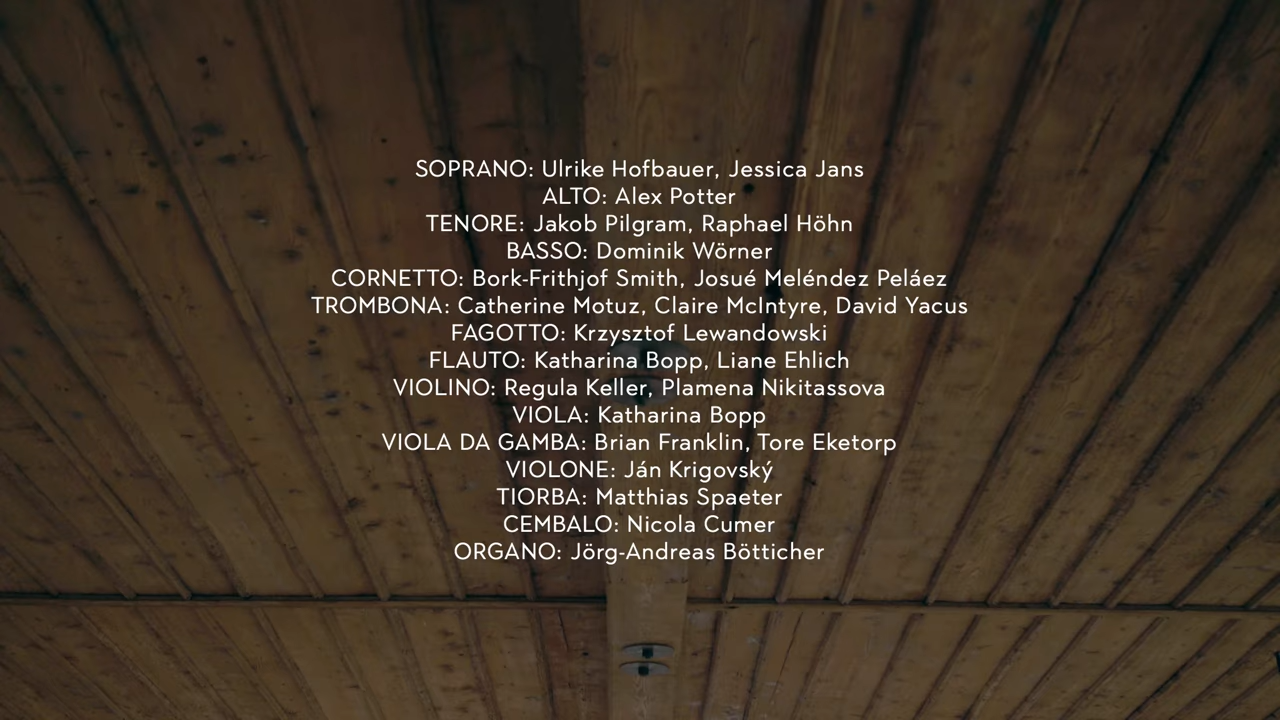 SOPRANO: Ulrike Hofbauer, Jessica Jans
ALTO: Alex Potter
TENORE: Jakob Pilgram, Raphael Höhn
BASSO: Dominik Wörner
CORNETTO: Bork-Frithjof Smith, Josué Meléndez Peláez
TROMBONA: Catherine Motuz, Claire McIntyre, David Yacus
FAGOTTO: Krzysztof Lewandowski
FLAUTO: Katharina Bopp, Liane Ehlich
VIOLINO: Regula Keller, Plamena Nikitassova
VIOLA: Katharina Bopp
VIOLA DA GAMBA: Brian Franklin, Tore Eketorp
VIOLONE: Ján Krigovský
TIORBA: Matthias Spaeter
CEMBALO: Nicola Cumer
ORGANO: Jörg-Andreas Bötticher